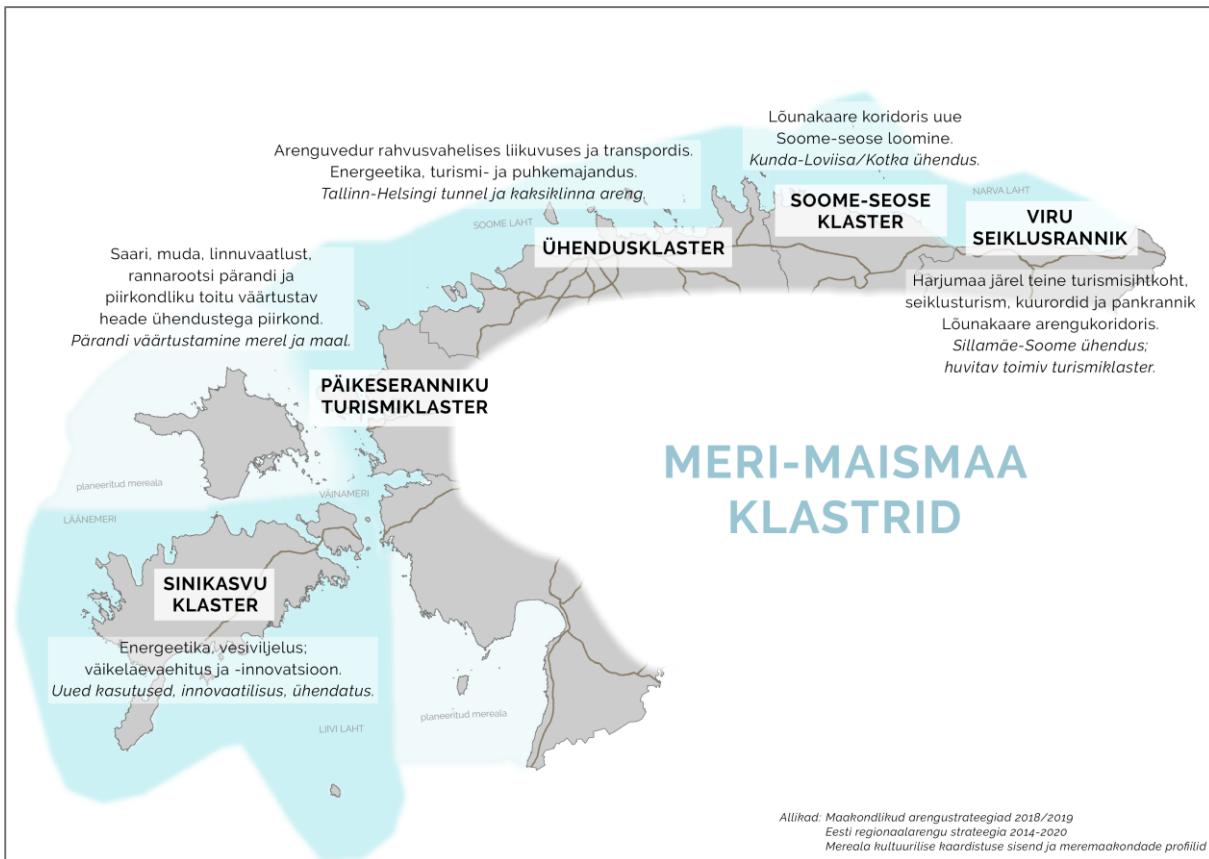 Lõunakaare koridoris uue
Soome-seose loomine.
Kunda-Loviisa/Kotka ühendus.
Arenguvedur rahvusvahelises liikuvuses ja transpordis.
Energeetika, turismi- ja puhkemajandus.
Tallinn-Helsingi tunnel ja kaksiklinna areng.
NARVA LAHT
SOOME-SEOSE
KLASTER
VIRU
SEIKLUSRANNIK
SOOME LAHT
ÜHENDUSKLASTER
Saari, muda, linnuvaatlust,
rannarootsi pärandi ja
piirkondliku toitu väärtustav
heade ühendustega piirkond.
Pärandi väärtustamine merel ja maal.
Harjumaa järel teine turismisihtkoht,
seiklusturism, kuurordid ja pankrannik
Lõunakaare arengukoridoris.
Sillamäe-Soome ühendus;
huvitav toimiv turismiklaster.
PÄIKESERANNIKU
TURISMIKLASTER
MERI-MAISMAA
KLASTRID
planeeritud mereala
VÄINAMERI
LÄÄNEMERI
SINIKASVU
KLASTER
Energeetika, vesiviljelus;
väikelaevaehitus ja -innovatsioon.
Uued kasutused, innovaatilisus, ühendatus.
planeeritud mereala
LIIVI LAHT
Allikad: Maakondlikud arengustrateegiad 2018/2019
Eesti regionaalarengu strateegia 2014-2020
Mereala kultuurilise kaardistuse sisend ja meremaakondade profiilid